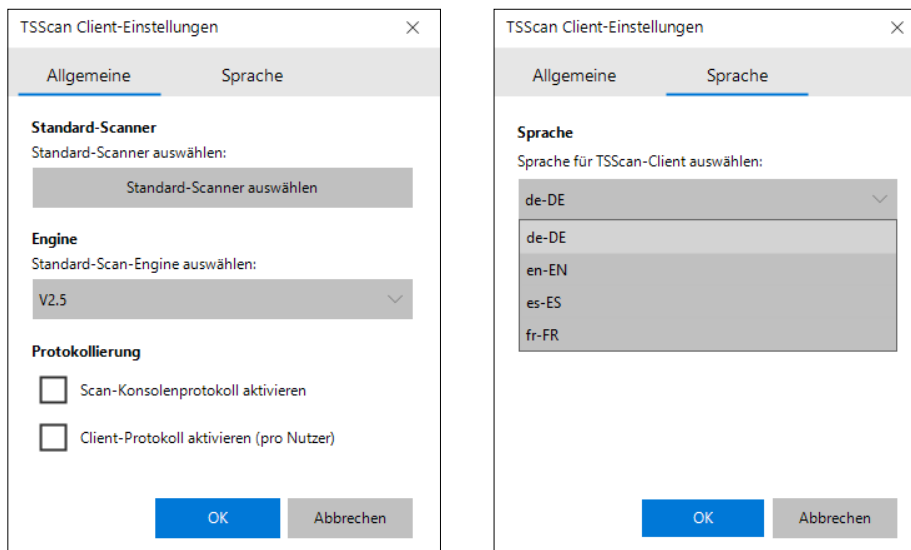 TSScan Client-Einstellungen
Allgemeine Sprache
Standard-Scanner
Standard-Scanner auswählen:
Standard-Scanner auswählen
Engine
Standard-Scan-Engine auswählen:
V2.5
Protokollierung
Scan-Konsolenprotokoll aktivieren
Client-Protokoll aktivieren (pro Nutzer)
OK Abbrechen
TSScan Client-Einstellungen
Allgemeine Sprache
Sprache
Sprache für TSScan-Client auswählen:
de-DE
de-DE
en-EN
es-ES
fr-FR
OK Abbrechen